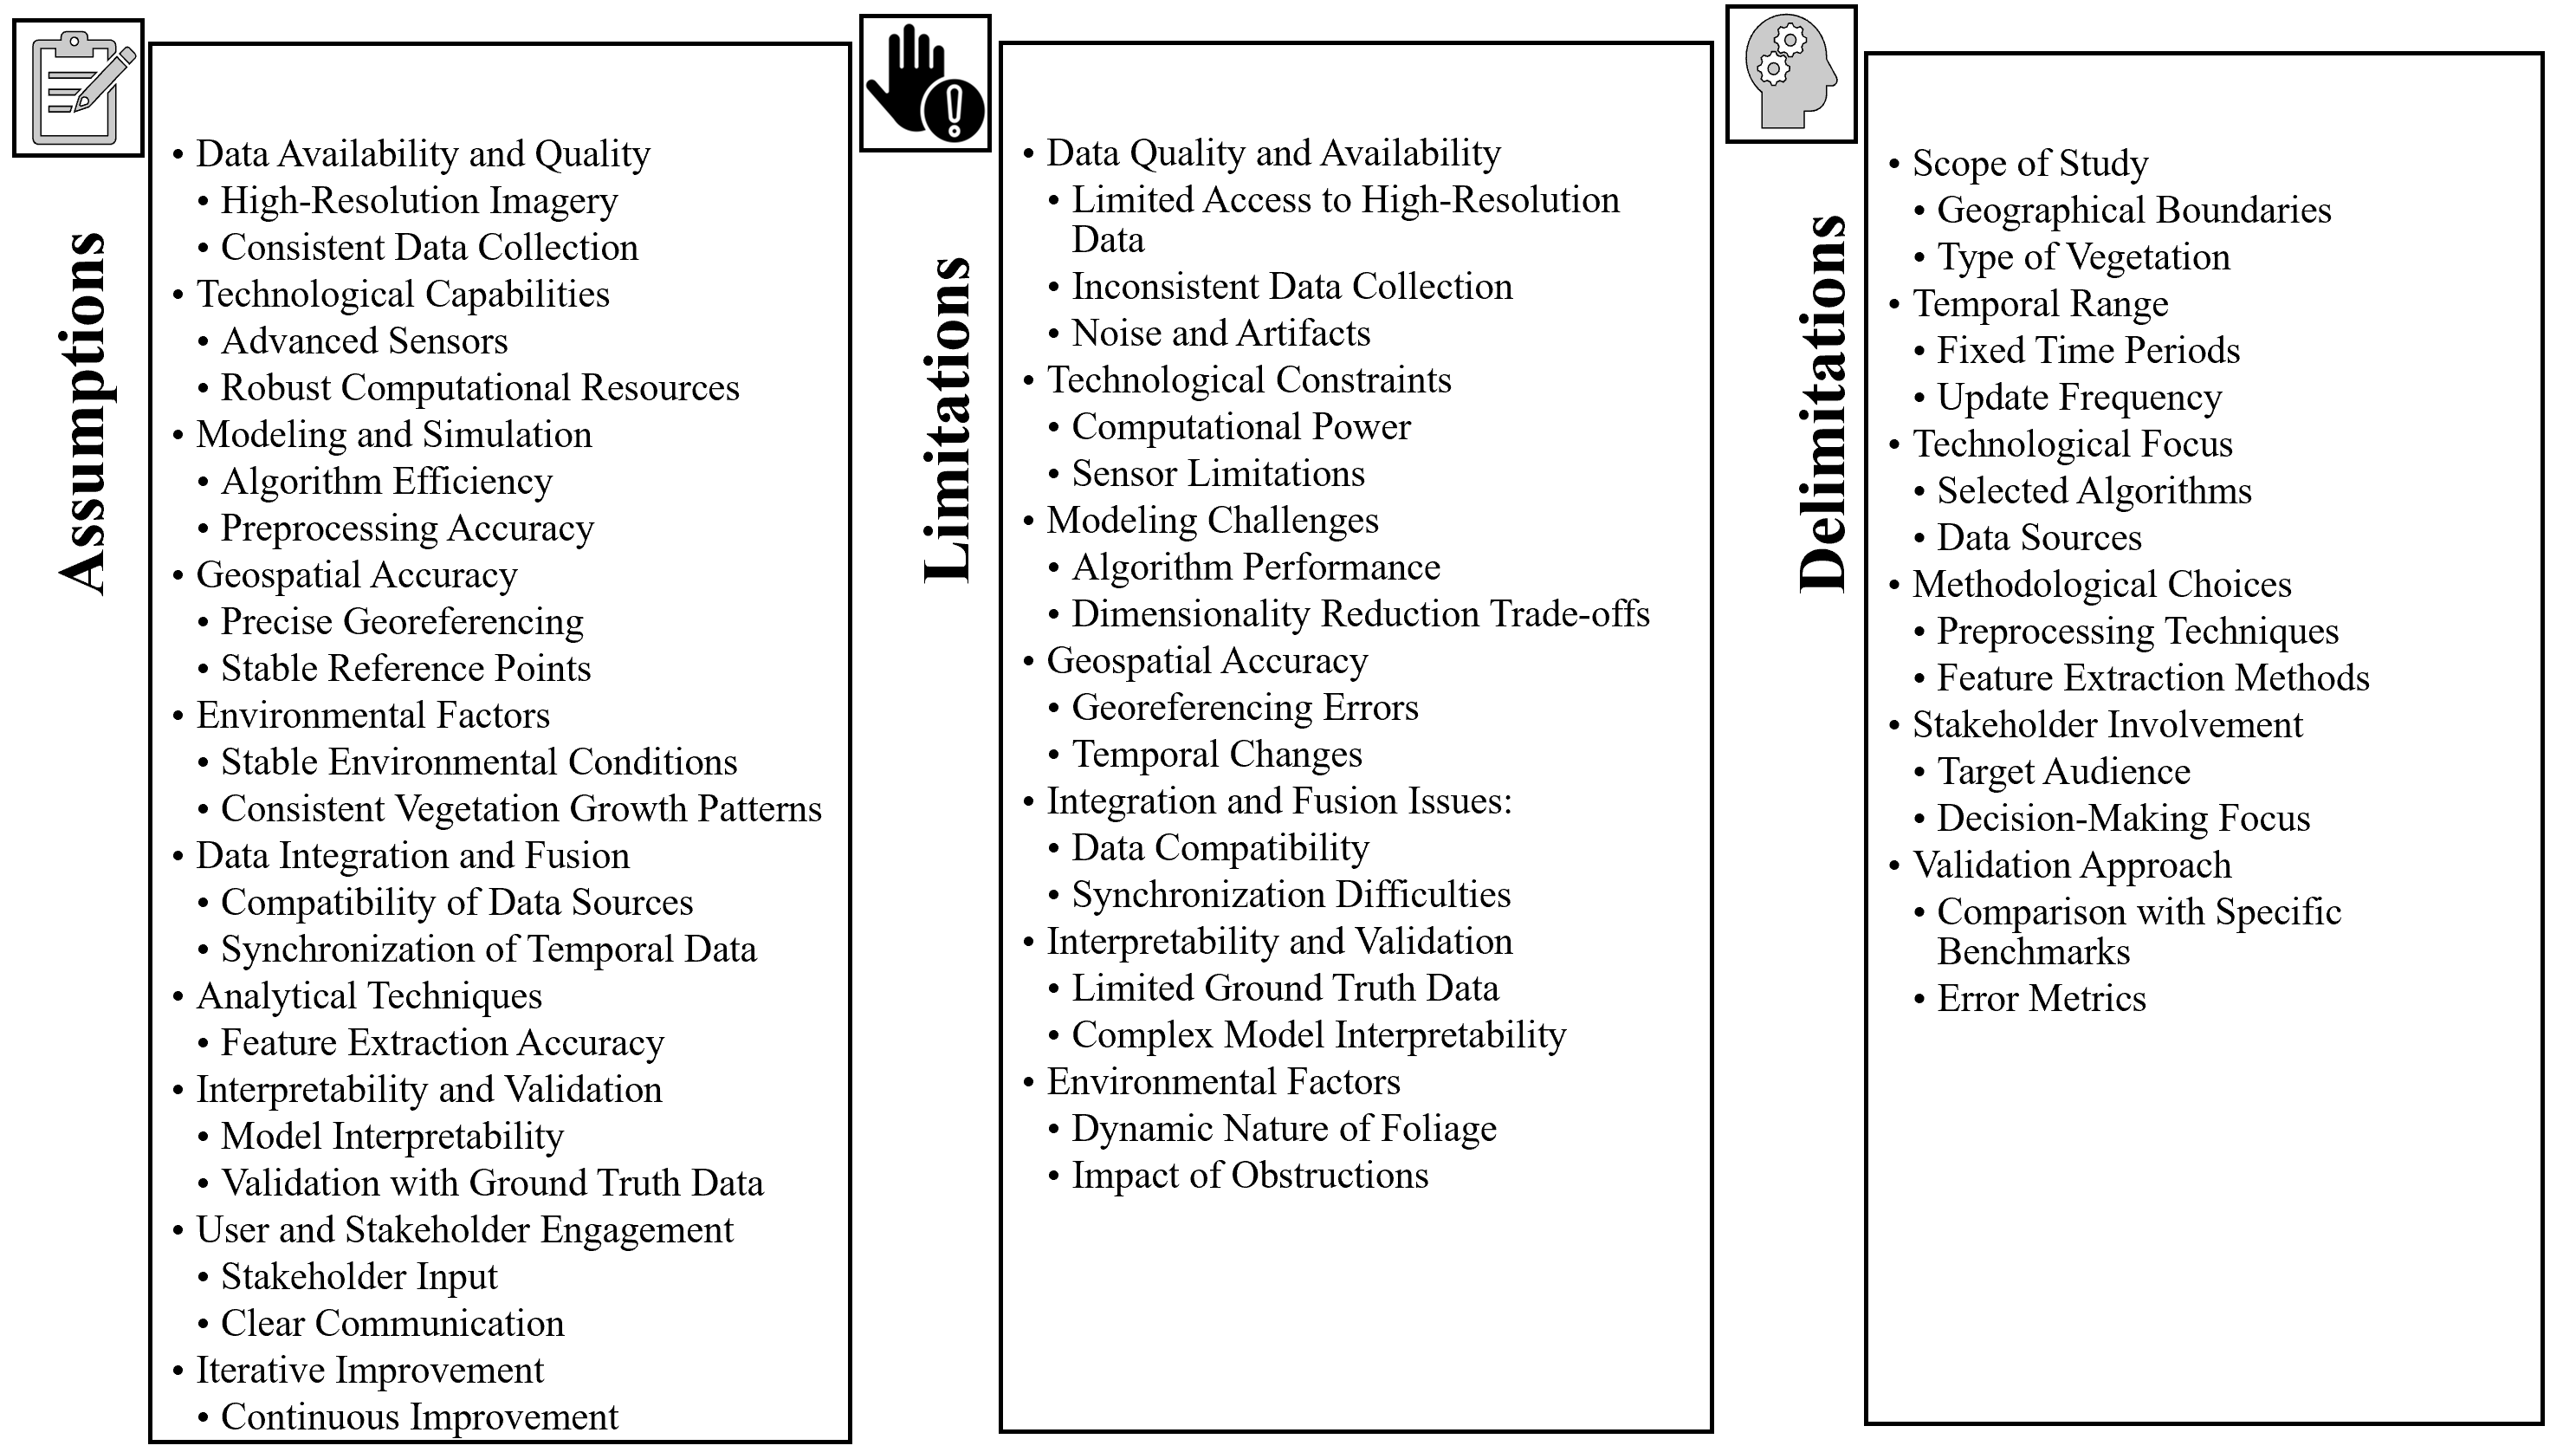 Assumptions
• Data Availability and Quality
• High-Resolution Imagery
• Consistent Data Collection
• Technological Capabilities
• Advanced Sensors
• Robust Computational Resources
• Modeling and Simulation
• Algorithm Efficiency
• Preprocessing Accuracy
• Geospatial Accuracy
• Precise Georeferencing
• Stable Reference Points
• Environmental Factors
• Stable Environmental Conditions
• Consistent Vegetation Growth Patterns
• Data Integration and Fusion
• Compatibility of Data Sources
• Synchronization of Temporal Data
• Analytical Techniques
• Feature Extraction Accuracy
• Interpretability and Validation
• Model Interpretability
• Validation with Ground Truth Data
• User and Stakeholder Engagement
• Stakeholder Input
• Clear Communication
• Iterative Improvement
• Continuous Improvement
Limitations
• Data Quality and Availability
• Limited Access to High-Resolution
Data
• Inconsistent Data Collection
• Noise and Artifacts
• Technological Constraints
• Computational Power
• Sensor Limitations
• Modeling Challenges
• Algorithm Performance
• Dimensionality Reduction Trade-offs
• Geospatial Accuracy
• Georeferencing Errors
• Temporal Changes
• Integration and Fusion Issues:
• Data Compatibility
• Synchronization Difficulties
• Interpretability and Validation
• Limited Ground Truth Data
• Complex Model Interpretability
• Environmental Factors
• Dynamic Nature of Foliage
• Impact of Obstructions
Delimitations
• Scope of Study
• Geographical Boundaries
• Type of Vegetation
• Temporal Range
• Fixed Time Periods
• Update Frequency
• Technological Focus
• Selected Algorithms
• Data Sources
• Methodological Choices
• Preprocessing Techniques
• Feature Extraction Methods
• Stakeholder Involvement
• Target Audience
• Decision-Making Focus
• Validation Approach
• Comparison with Specific
Benchmarks
• Error Metrics